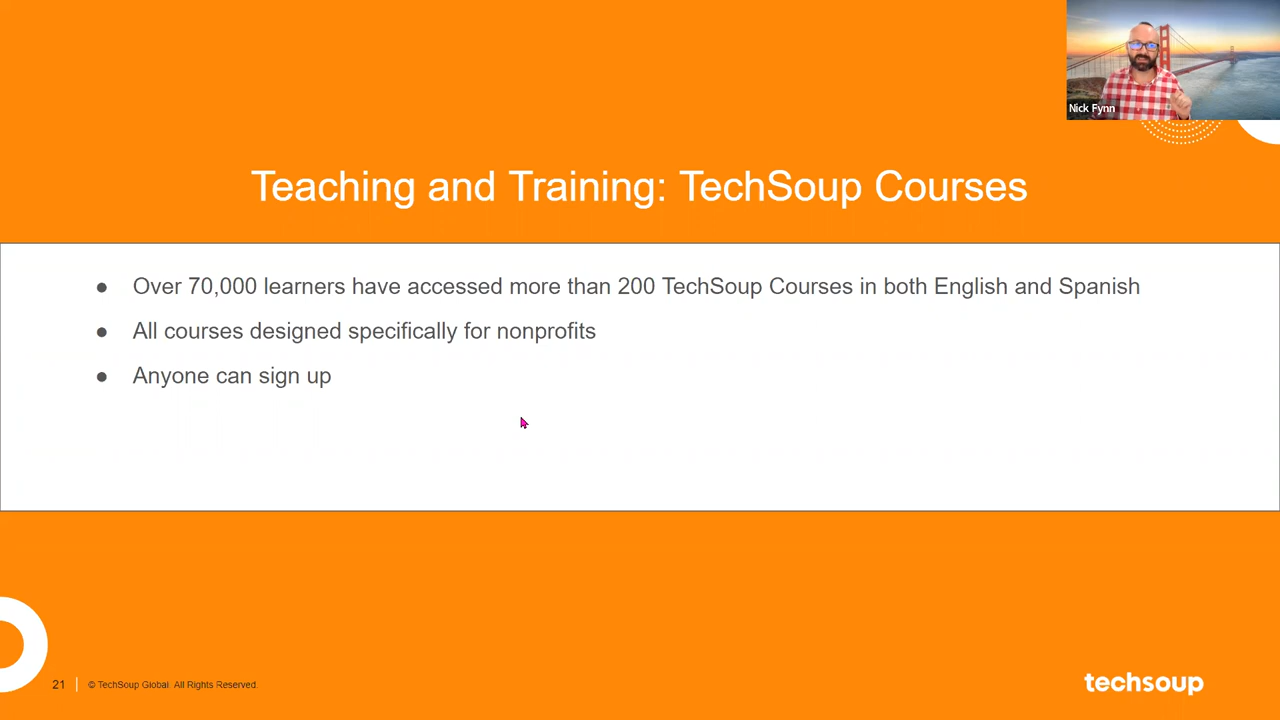 Nick Fynn
Teaching and Training: TechSoup Courses
● Over 70,000 learners have accessed more than 200 TechSoup Courses in both English and Spanish
● All courses designed specifically for nonprofits
● Anyone can sign up
21
© TechSoup Global. All Rights Reserved.
techsoup